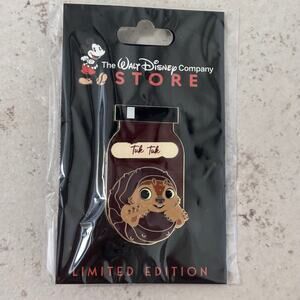 The WALT DISNEY Company
STORE
Tuk Tuk
LIMITED EDITION